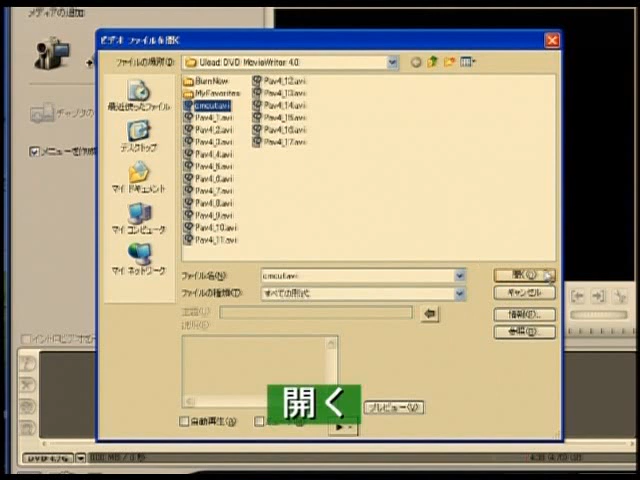 メディアの追加
ビデオ ファイルを開く
ファイルの場所(I):
Ulead DVD MovieWriter 4.0
BurnNow
MyFavorites
cmcut.avi
Pav4_1.avi
Pav4_2.avi
Pav4_3.avi
Pav4_4.avi
Pav4_5.avi
Pav4_6.avi
Pav4_7.avi
Pav4_8.avi
Pav4_9.avi
Pav4_10.avi
Pav4_11.avi
Pav4_12.avi
Pav4_13.avi
Pav4_14.avi
Pav4_15.avi
Pav4_16.avi
Pav4_17.avi
最近使ったファイル
デスクトップ
マイ ドキュメント
マイ コンピュータ
マイ ネットワーク
ファイル名(N):
cmcut.avi
開く(O)
ファイルの種類(T):
すべての形式
キャンセル
情報(F)...
主題(U):
説明(E):
開く
プレビュー(W)
自動再生(A)
DVD 4.7G